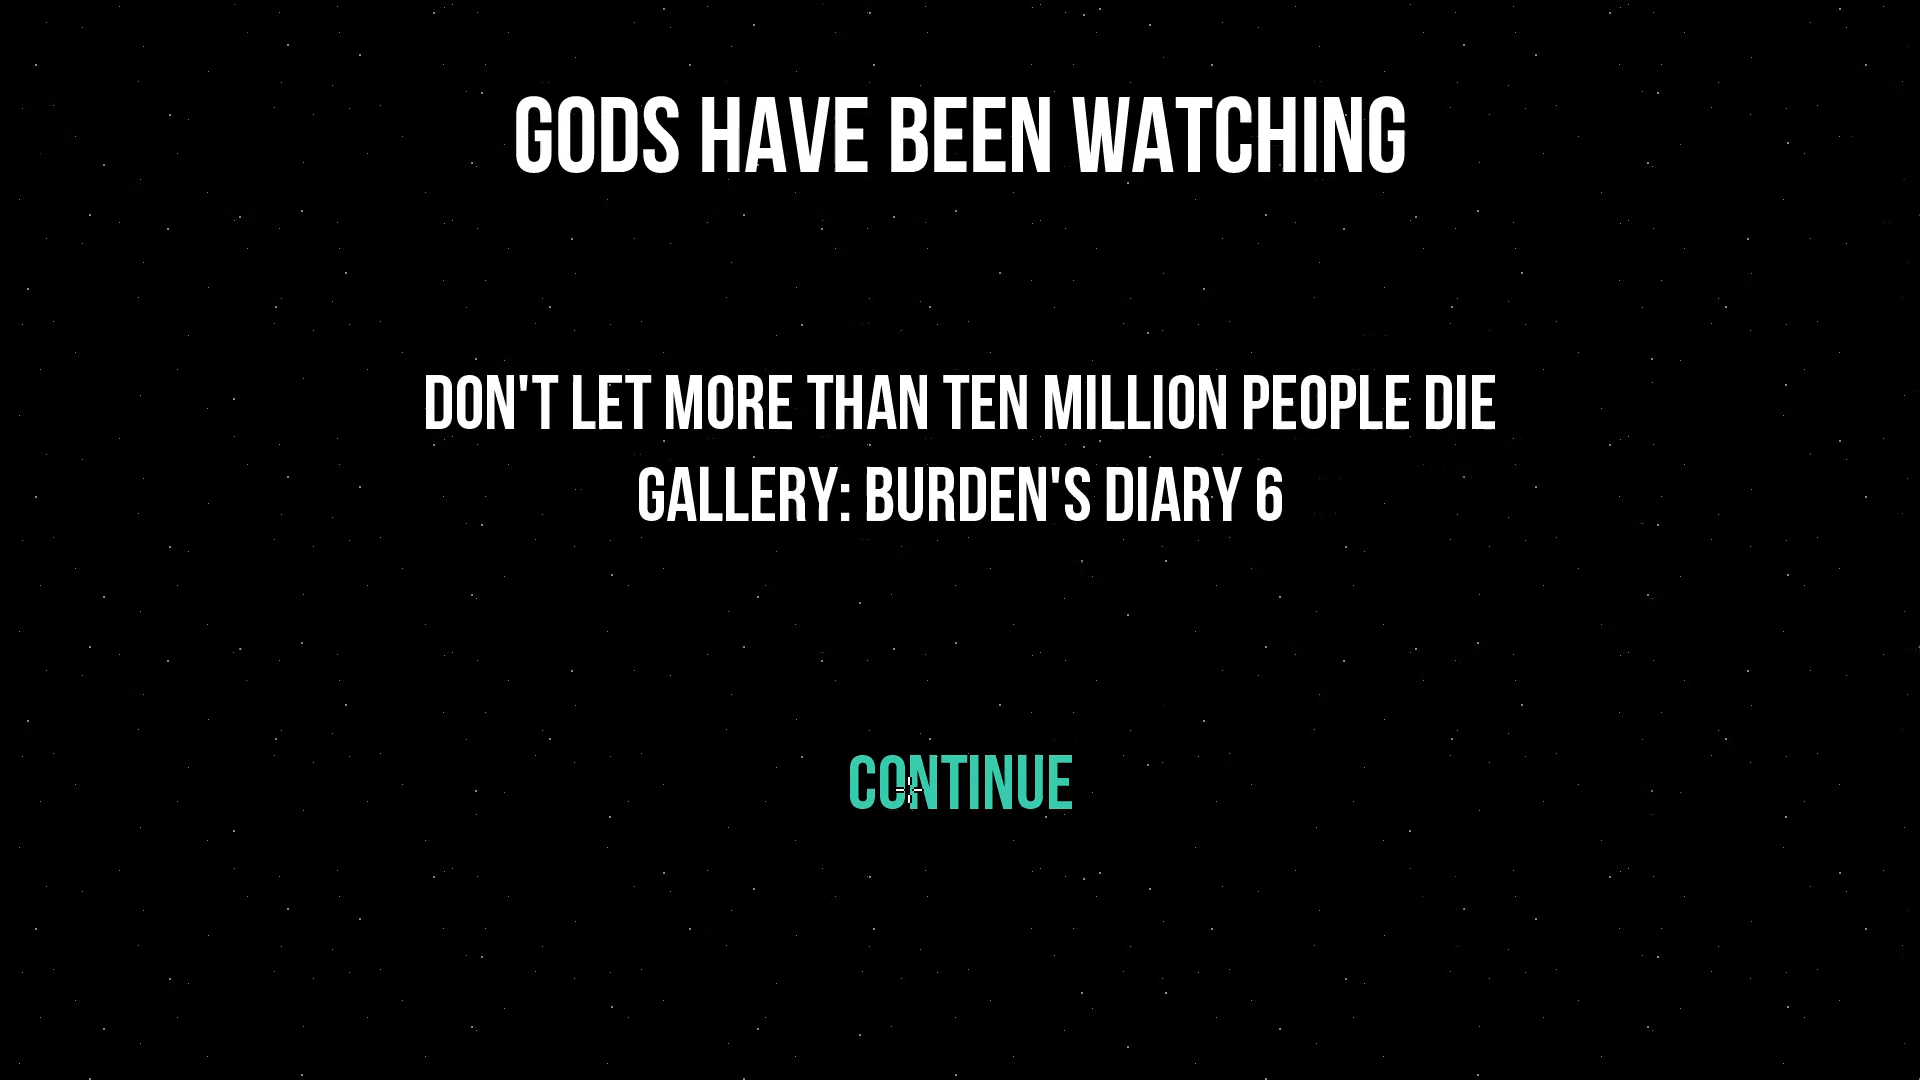 GODS HAVE BEEN WATCHING
DON'T LET MORE THAN TEN MILLION PEOPLE DIE
GALLERY: BURDEN'S DIARY 6
CONTINUE